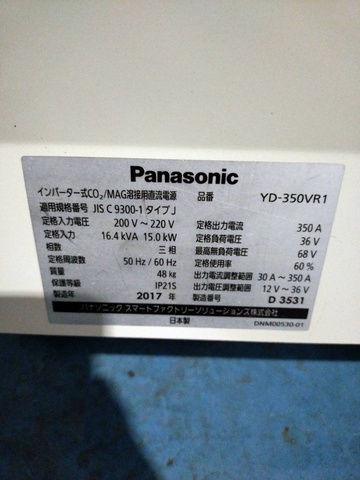 Panasonic
インバーター式CO₂/MAG溶接用直流電源 品番 YD-350VR1
適用規格番号 JIS C 9300-1 タイプJ
定格入力電圧 200 V ~ 220 V 定格出力電流 350 A
定格入力 16.4 kVA 15.0 kW 定格負荷電圧 36 V
相数 三相 最高無負荷電圧 68 V
定格周波数 50 Hz / 60 Hz 定格使用率 60 %
質量 48 kg 出力電流調整範囲 30 A ~ 350 A
保護等級 IP21S 出力電圧調整範囲 12 V ~ 36 V
2017 年 製造番号 D 3531
パナソニック スマートファクトリーソリューションズ株式会社
日本製 DNM00530-01